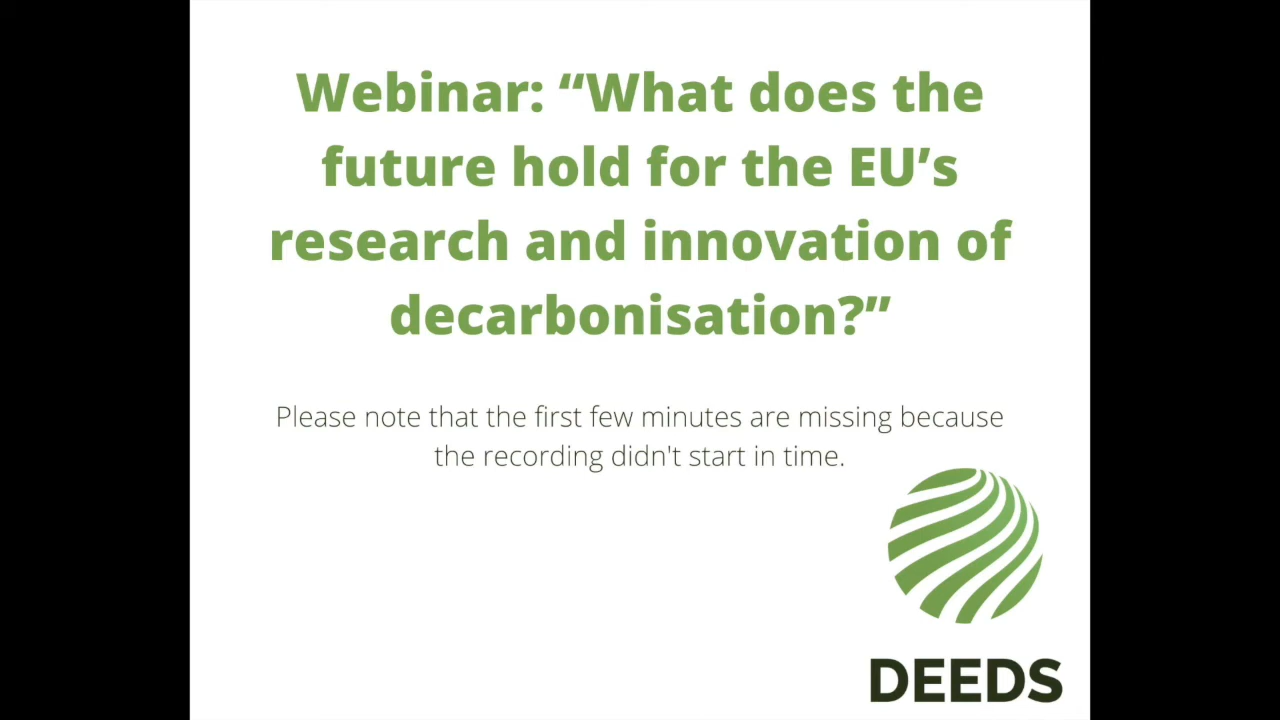 Webinar: “What does the
future hold for the EU’s
research and innovation of
decarbonisation?”
Please note that the first few minutes are missing because
the recording didn't start in time.
DEEDS